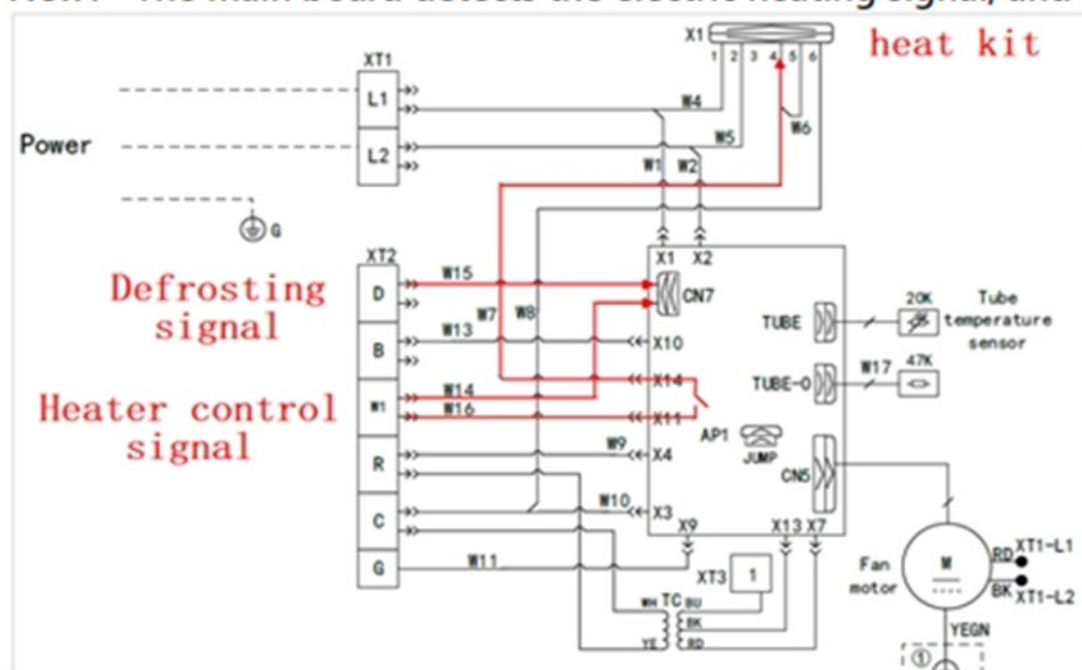 X1
heat kit
1 2 3 4 5 6
XT1
L1
W4
W6
Power
W5
L2
W1 W2
G
XT2
X1 X2
Defrosting
signal
D
W15
CN7
20K
Tube
temperature
sensor
W7
W8
TUBE
W13
B
X10
47K
W17
X14
TUBE-O
Heater control
signal
W1
W14
W16
X11
AP1
JUMP
W9
R
X4
CN5
W10
C
X3
X9
X13 X7
G
W11
XT3
1
Fan
motor
M
RD
XT1-L1
BK
XT1-L2
WH
TC
BU
BK
YE
RD
YEGN
1